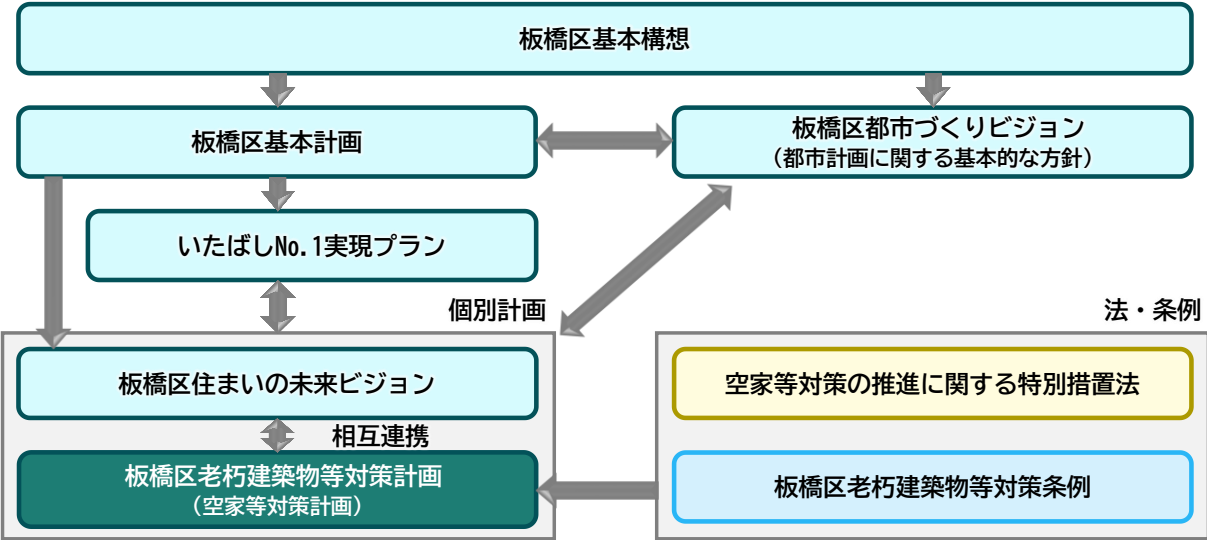 板橋区基本構想
板橋区基本計画
板橋区都市づくりビジョン
（都市計画に関する基本的な方針）
いたばしNo.1実現プラン
個別計画
法・条例
板橋区住まいの未来ビジョン
空家等対策の推進に関する特別措置法
相互連携
板橋区老朽建築物等対策計画
（空家等対策計画）
板橋区老朽建築物等対策条例